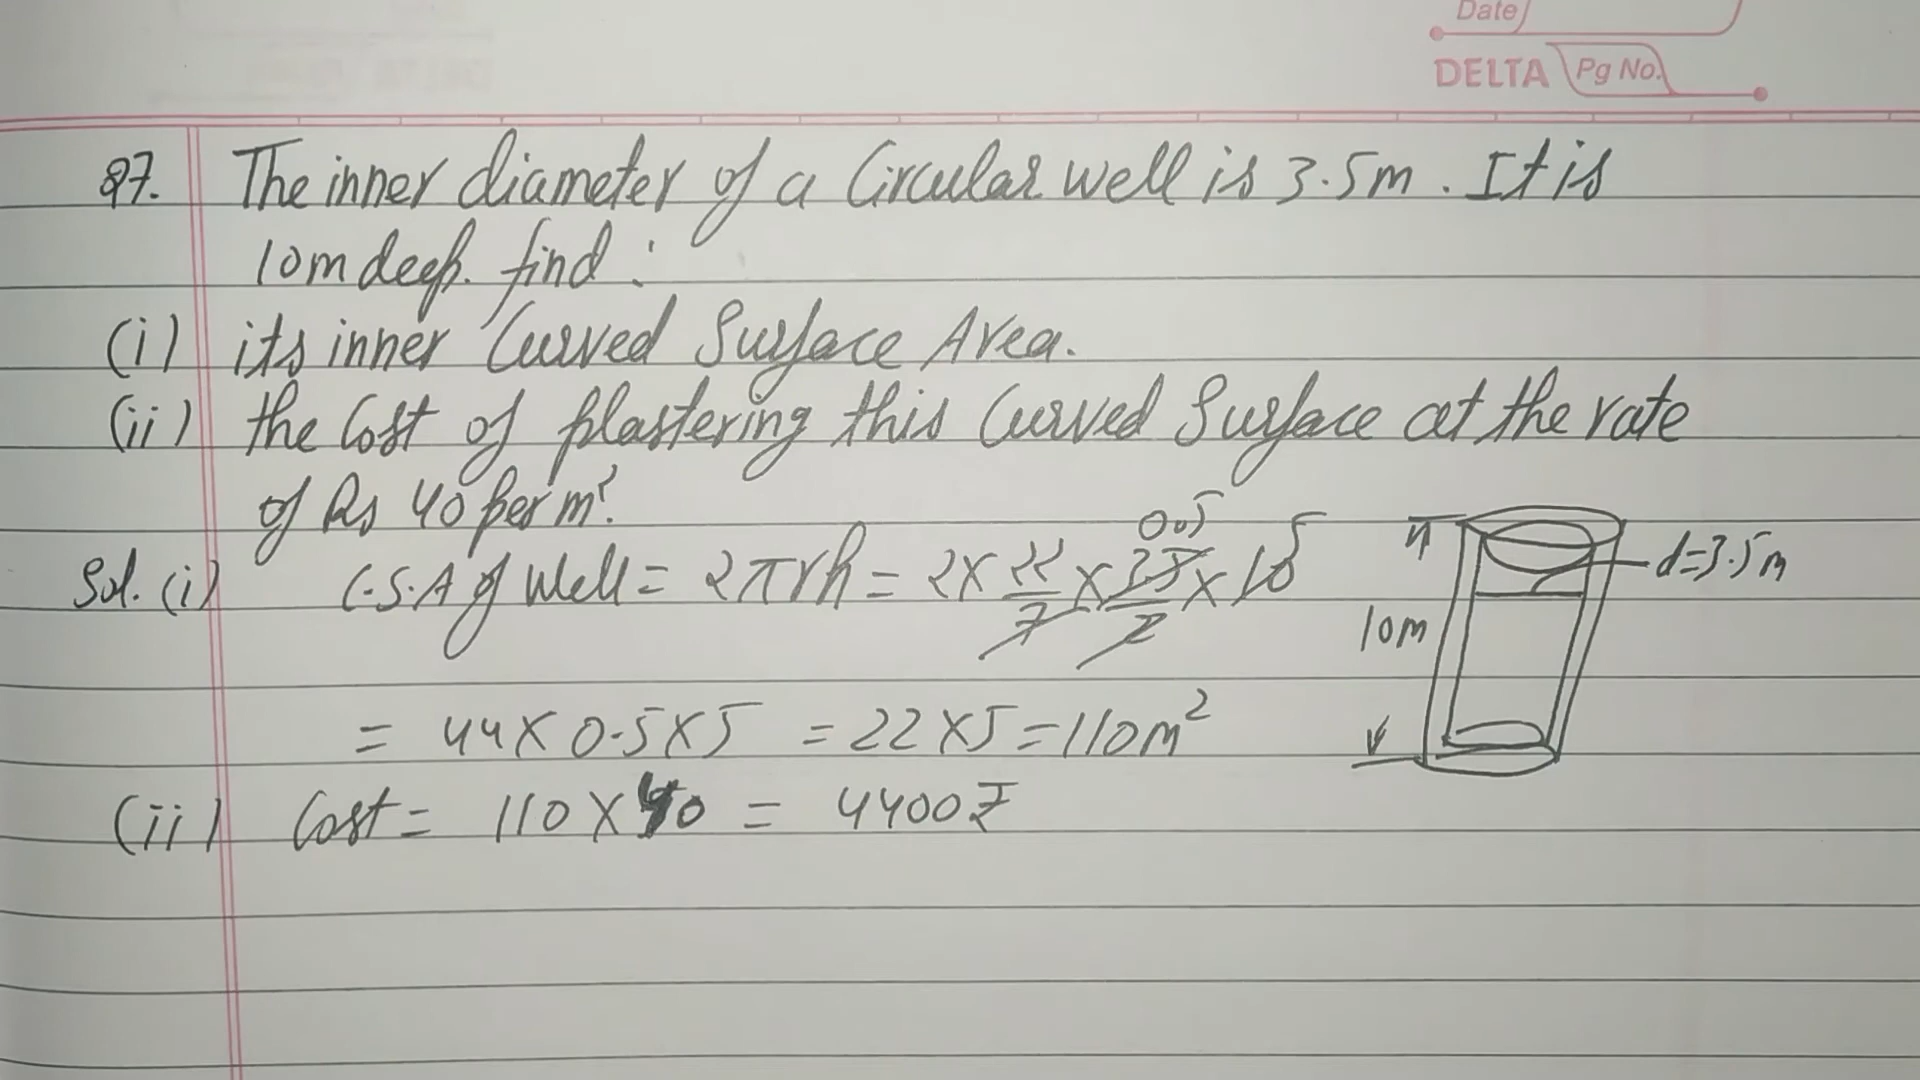 Date
DELTA Pg No.
Q7. The inner diameter of a Circular well is 3.5m. It is
10m deep. find :
(i) its inner Curved Surface Area.
(ii) the Cost of plastering this Curved Surface at the rate
of Rs 40 per m².
Sol. (i) C.S.A of Well = 2πrh = 2 × 22/7 × 3.5/2 × 10
0.5 5
d=3.5m
10m
= 44 × 0.5 × 5 = 22 × 5 = 110m²
(ii) Cost = 110 × 40 = 4400₹